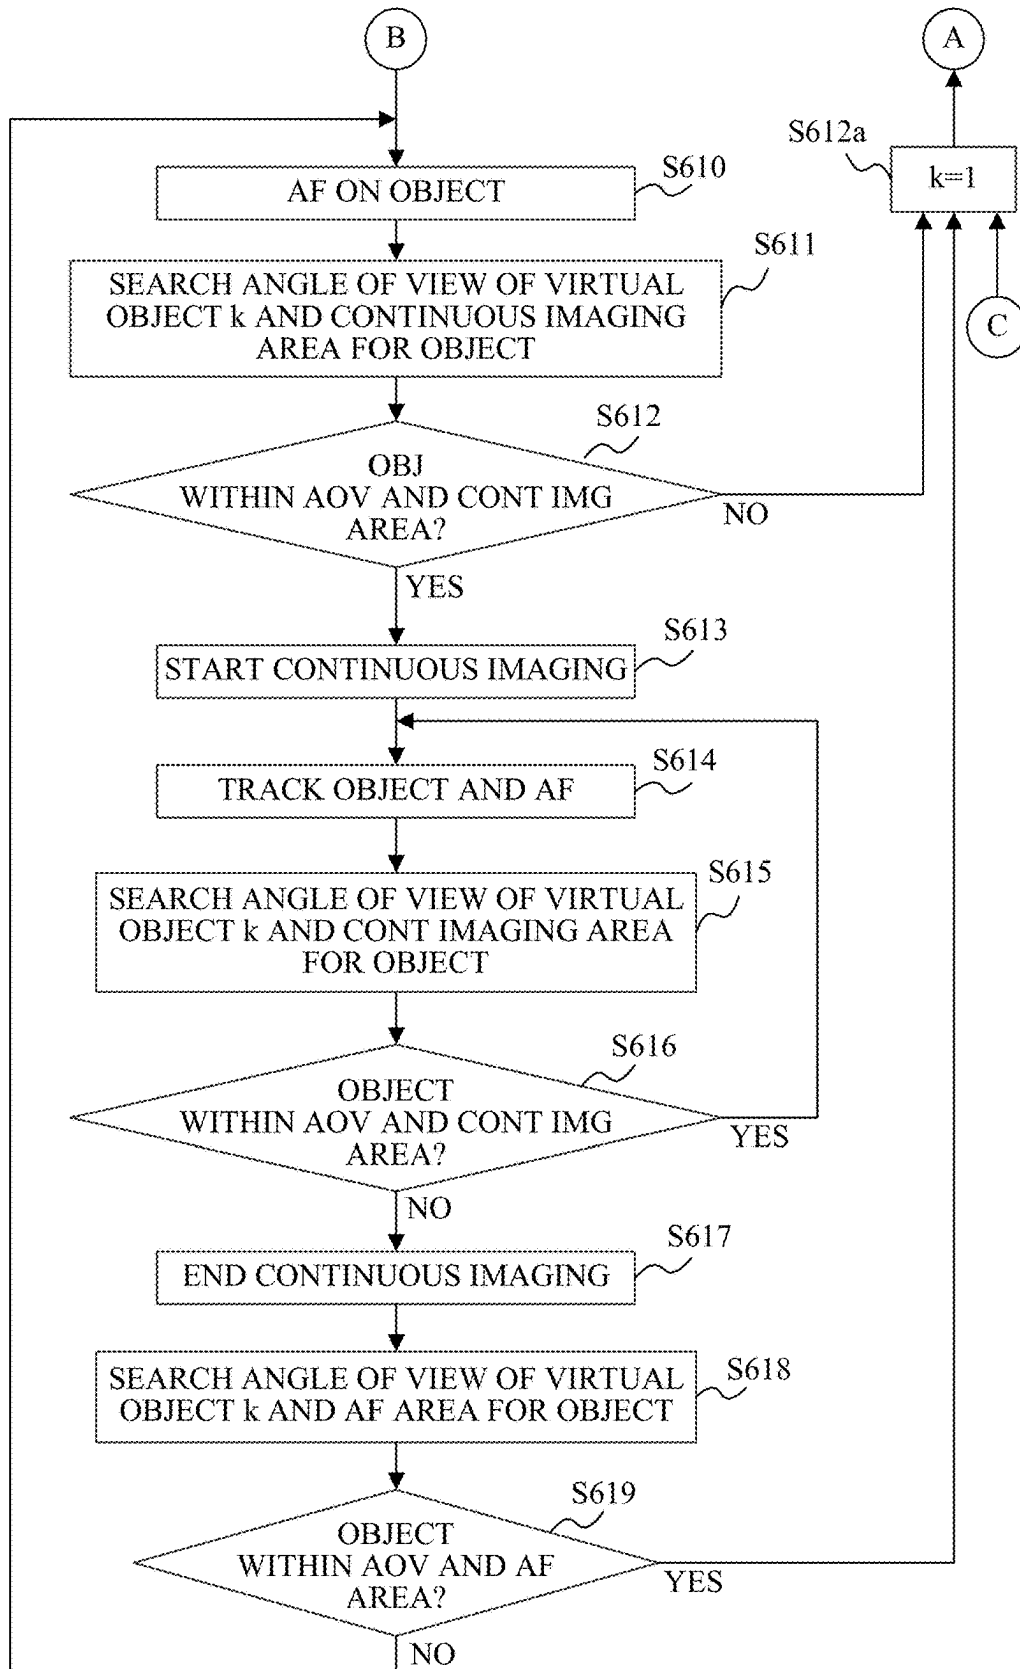 B
A
S612a
k=1
S610
AF ON OBJECT
S611
SEARCH ANGLE OF VIEW OF VIRTUAL
OBJECT k AND CONTINUOUS IMAGING
AREA FOR OBJECT
C
S612
OBJ
WITHIN AOV AND CONT IMG
AREA?
NO
YES
S613
START CONTINUOUS IMAGING
S614
TRACK OBJECT AND AF
S615
SEARCH ANGLE OF VIEW OF VIRTUAL
OBJECT k AND CONT IMAGING AREA
FOR OBJECT
S616
OBJECT
WITHIN AOV AND CONT IMG
AREA?
YES
NO
S617
END CONTINUOUS IMAGING
S618
SEARCH ANGLE OF VIEW OF VIRTUAL
OBJECT k AND AF AREA FOR OBJECT
S619
OBJECT
WITHIN AOV AND AF
AREA?
YES
NO